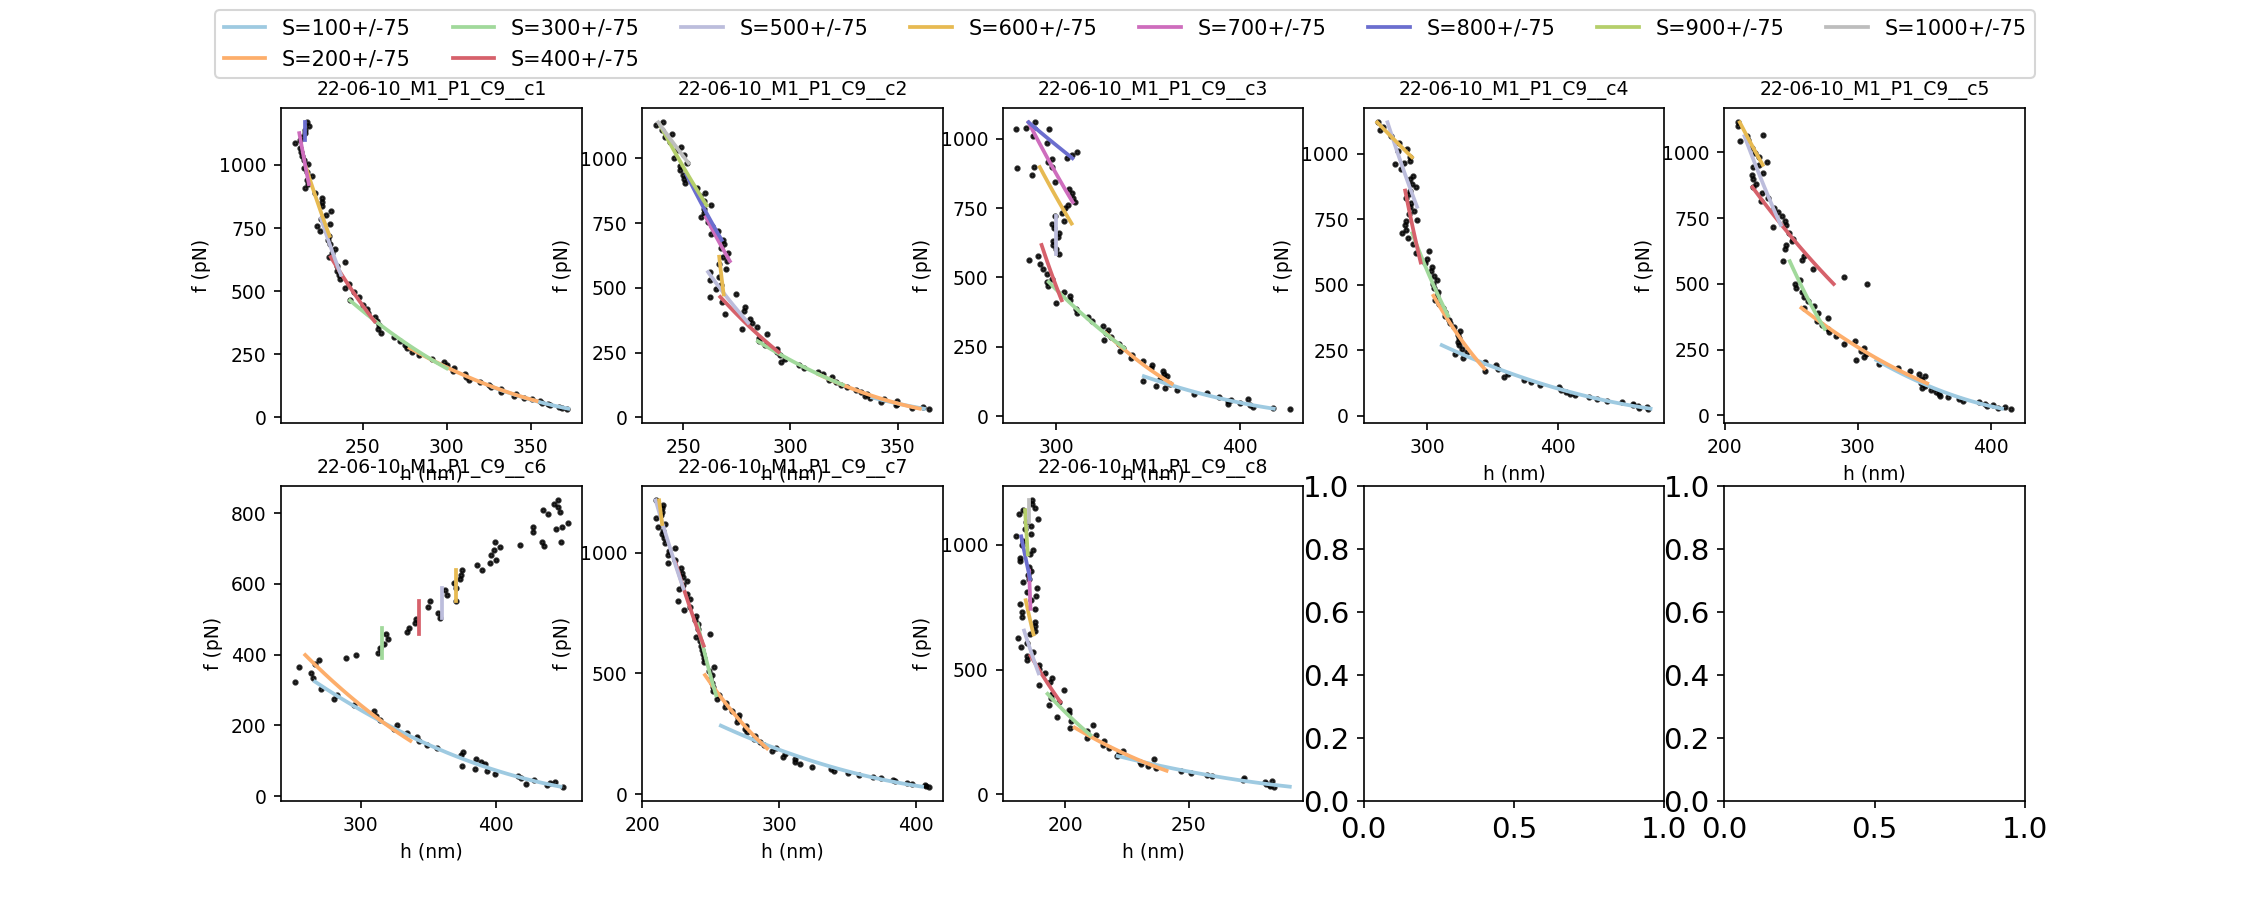 S=100+/-75 S=300+/-75 S=500+/-75 S=600+/-75 S=700+/-75 S=800+/-75 S=900+/-75 S=1000+/-75
S=200+/-75 S=400+/-75
22-06-10_M1_P1_C9__c1
22-06-10_M1_P1_C9__c2
22-06-10_M1_P1_C9__c3
22-06-10_M1_P1_C9__c4
22-06-10_M1_P1_C9__c5
f (pN)
1000
750
500
250
0
250 300 350
h (nm)
f (pN)
1000
750
500
250
0
250 300 350
h (nm)
f (pN)
1000
750
500
250
0
300 400
h (nm)
f (pN)
1000
750
500
250
0
300 400
h (nm)
f (pN)
1000
750
500
250
0
200 300 400
h (nm)
22-06-10_M1_P1_C9__c6
22-06-10_M1_P1_C9__c7
22-06-10_M1_P1_C9__c8
f (pN)
800
600
400
200
0
300 400
h (nm)
f (pN)
1000
500
0
200 300 400
h (nm)
f (pN)
1000
500
0
200 250
h (nm)
1.0
0.8
0.6
0.4
0.2
0.0
0.0 0.5 1.0
1.0
0.8
0.6
0.4
0.2
0.0
0.0 0.5 1.0